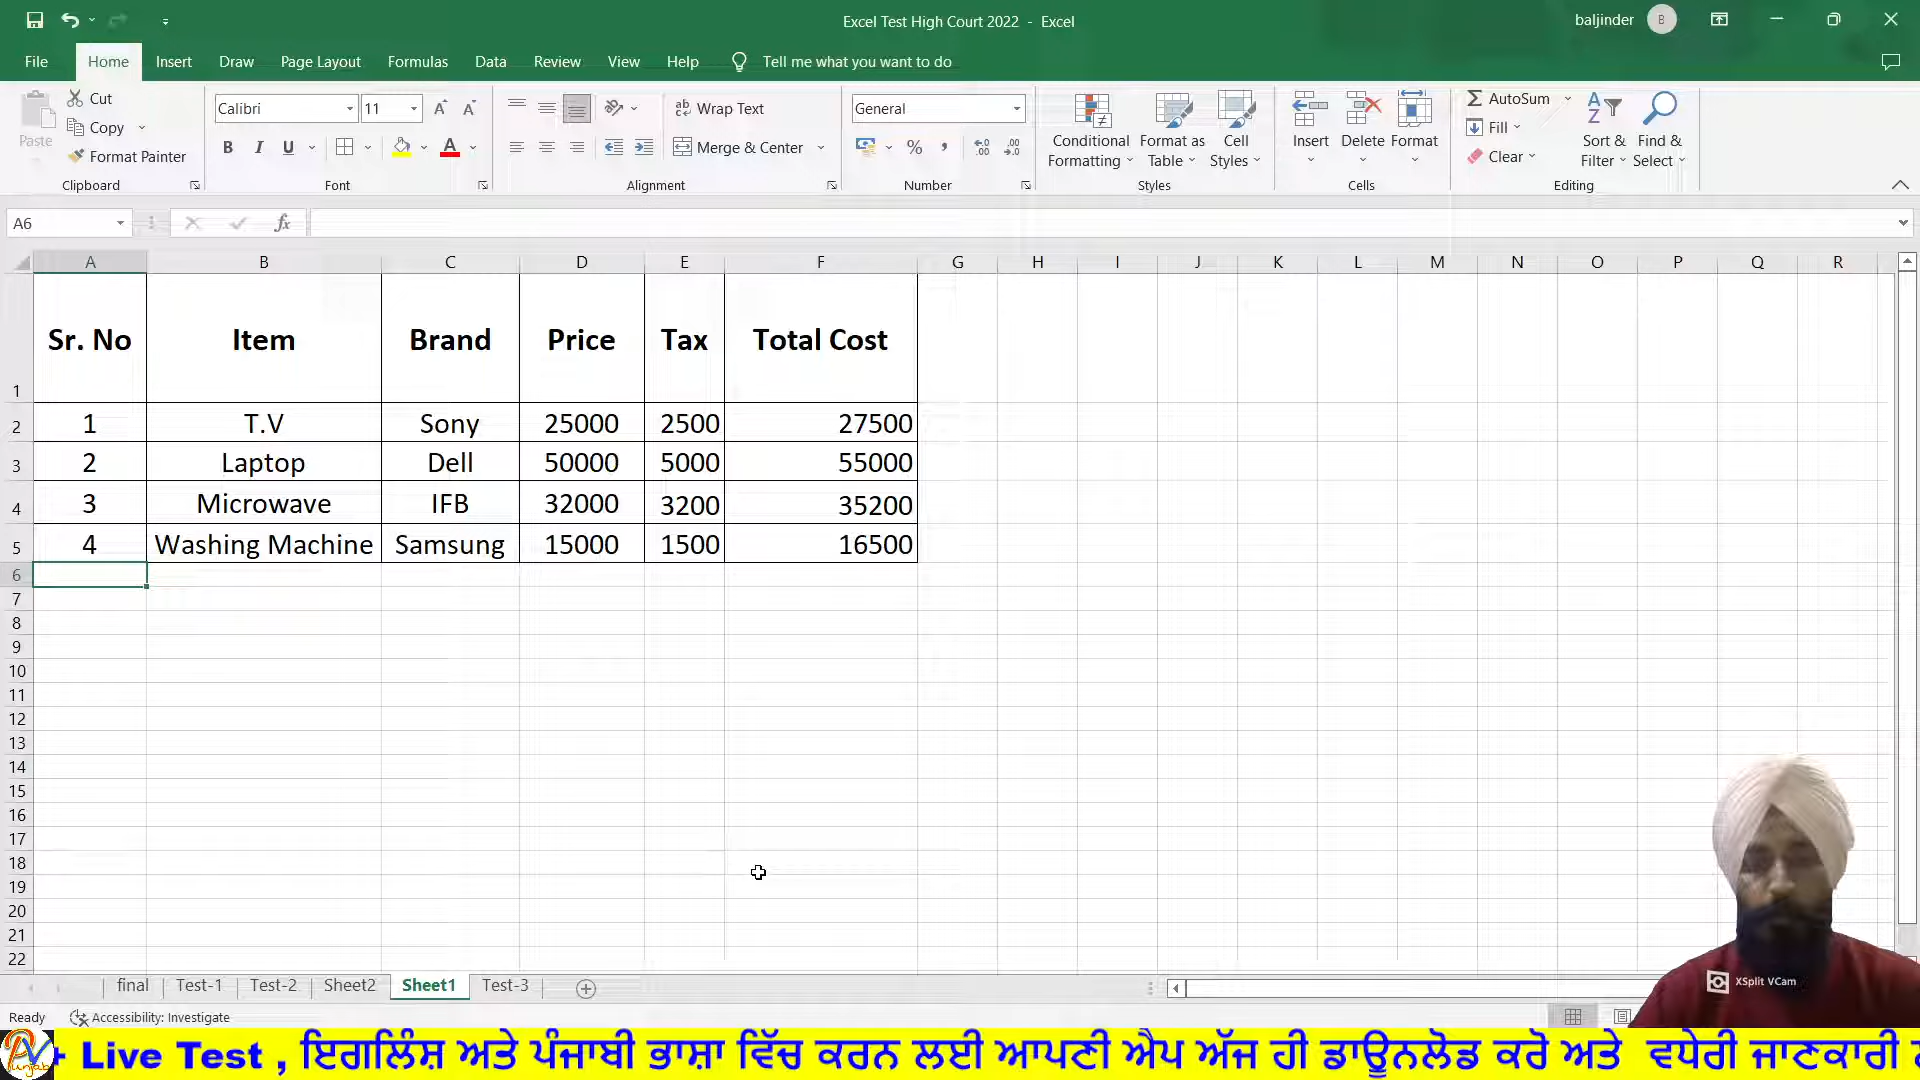 Excel Test High Court 2022 - Excel
baljinder B
File Home Insert Draw Page Layout Formulas Data Review View Help Tell me what you want to do
Paste
Cut
Copy
Format Painter
Clipboard
Calibri 11
B I U A
Font
ab Wrap Text
Merge & Center
Alignment
General
% ,
Number
Conditional Formatting
Format as Table
Cell Styles
Styles
Insert Delete Format
Cells
AutoSum
Fill
Clear
Sort & Filter
Find & Select
Editing
A6 fx
A B C D E F G H I J K L M N O P Q R
1 Sr. No Item Brand Price Tax Total Cost
2 1 T.V Sony 25000 2500 27500
3 2 Laptop Dell 50000 5000 55000
4 3 Microwave IFB 32000 3200 35200
5 4 Washing Machine Samsung 15000 1500 16500
6
7
8
9
10
11
12
13
14
15
16
17
18
19
20
21
22
XSplit VCam
final Test-1 Test-2 Sheet2 Sheet1 Test-3
Ready Accessibility: Investigate
+ Live Test , ਇਗਲਿੰਸ਼ ਅਤੇ ਪੰਜਾਬੀ ਭਾਸ਼ਾ ਵਿੱਚ ਕਰਨ ਲਈ ਆਪਣੀ ਐਪ ਅੱਜ ਹੀ ਡਾਊਨਲੋਡ ਕਰੋ ਅਤੇ ਵਧੇਰੀ ਜਾਣਕਾਰੀ
Punjab